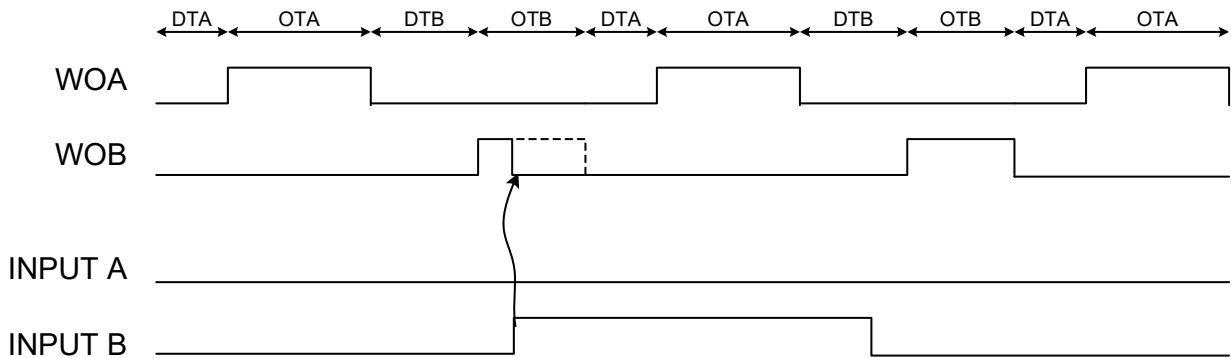 DTA OTA DTB OTB DTA OTA DTB OTB DTA OTA
WOA
WOB
INPUT A
INPUT B